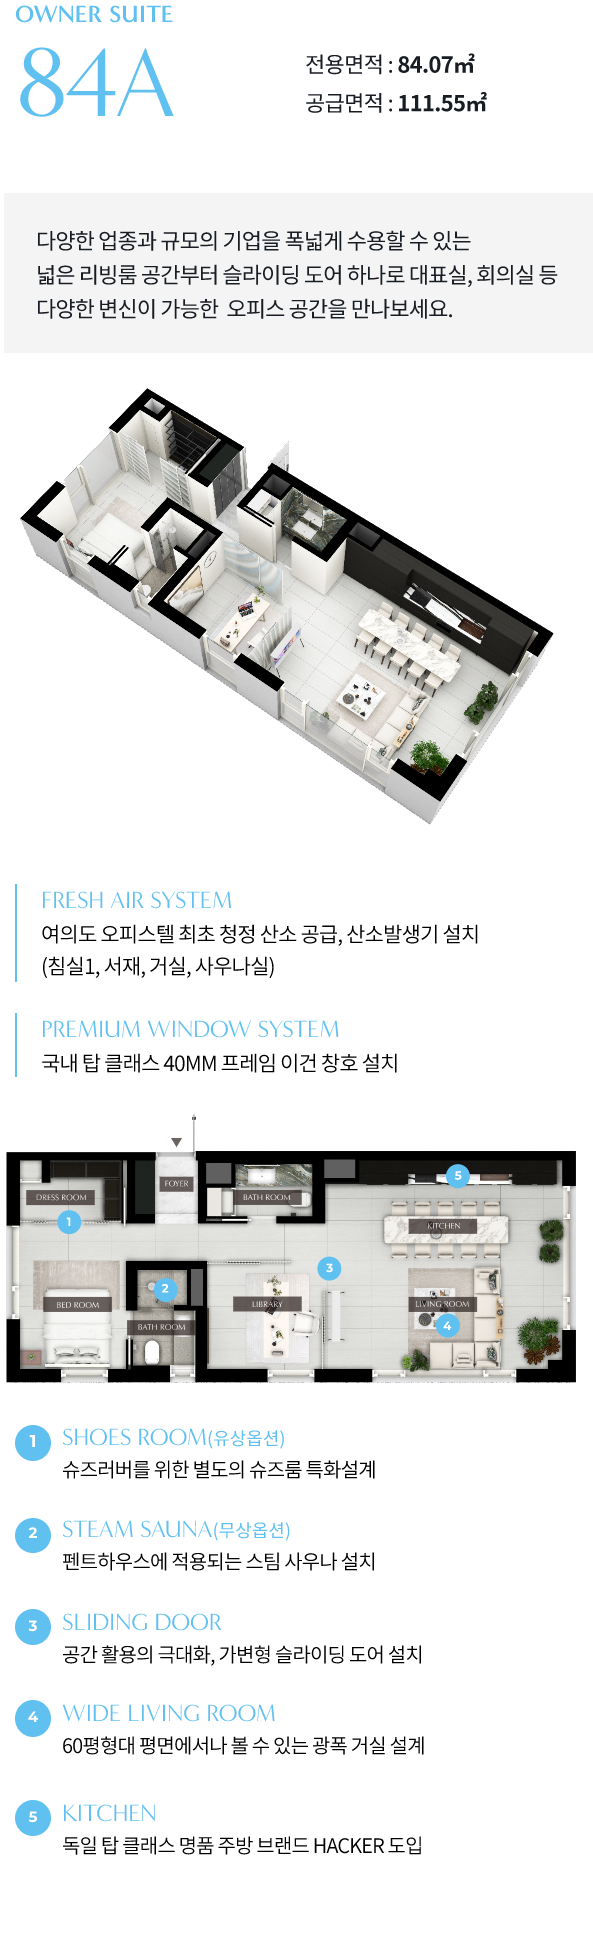 OWNER SUITE
84A
전용면적 : 84.07㎡
공급면적 : 111.55㎡
다양한 업종과 규모의 기업을 폭넓게 수용할 수 있는
넓은 리빙룸 공간부터 슬라이딩 도어 하나로 대표실, 회의실 등
다양한 변신이 가능한 오피스 공간을 만나보세요.
FRESH AIR SYSTEM
여의도 오피스텔 최초 청정 산소 공급, 산소발생기 설치
(침실1, 서재, 거실, 사우나실)
PREMIUM WINDOW SYSTEM
국내 탑 클래스 40MM 프레임 이건 창호 설치
FOYER
DRESS ROOM
BATH ROOM
5
1
KITCHEN
3
2
BED ROOM
LIBRARY
LIVING ROOM
BATH ROOM
4
1 SHOES ROOM(유상옵션)
슈즈러버를 위한 별도의 슈즈룸 특화설계
2 STEAM SAUNA(무상옵션)
펜트하우스에 적용되는 스팀 사우나 설치
3 SLIDING DOOR
공간 활용의 극대화, 가변형 슬라이딩 도어 설치
4 WIDE LIVING ROOM
60평형대 평면에서나 볼 수 있는 광폭 거실 설계
5 KITCHEN
독일 탑 클래스 명품 주방 브랜드 HACKER 도입